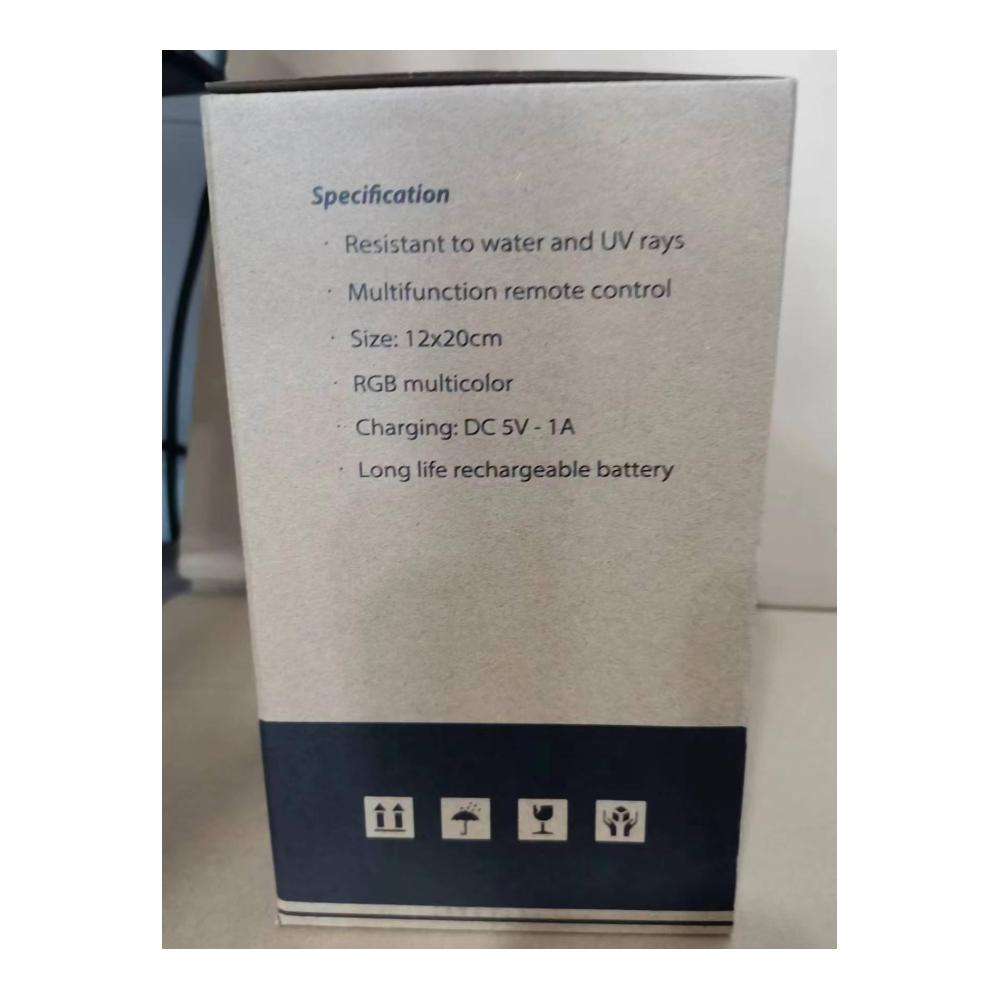 Specification
· Resistant to water and UV rays
· Multifunction remote control
· Size: 12x20cm
· RGB multicolor
· Charging: DC 5V - 1A
· Long life rechargeable battery